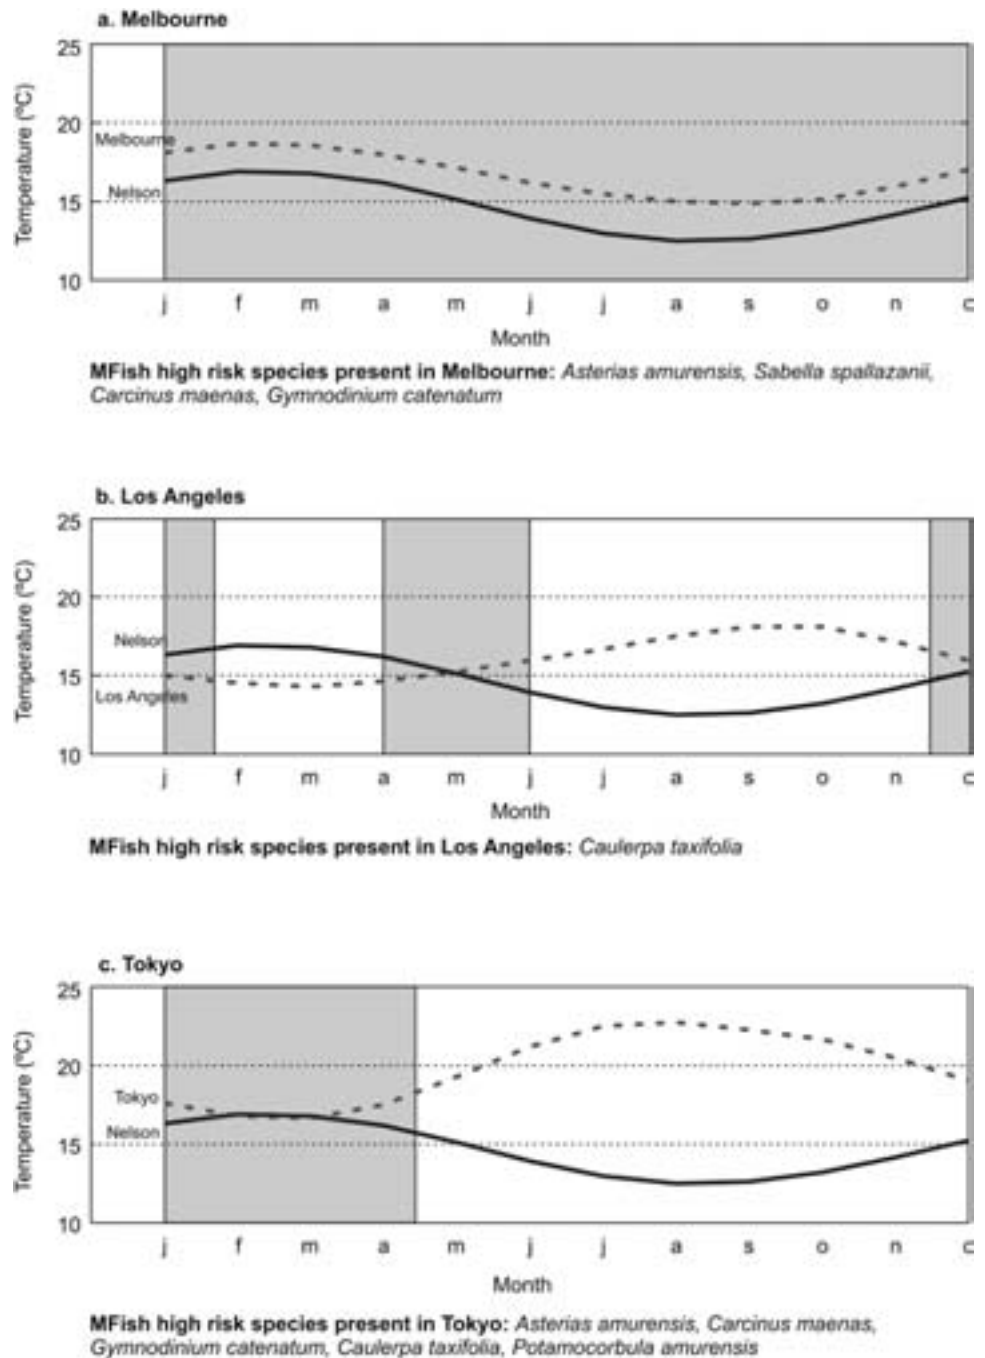 a. Melbourne
25
20
15
10
Temperature (ºC)
Melbourne
Nelson
j f m a m j j a s o n
Month
MFish high risk species present in Melbourne: Asterias amurensis, Sabella spallazanii,
Carcinus maenas, Gymnodinium catenatum
b. Los Angeles
25
20
15
10
Temperature (ºC)
Nelson
Los Angeles
j f m a m j j a s o n
Month
MFish high risk species present in Los Angeles: Caulerpa taxifolia
c. Tokyo
25
20
15
10
Temperature (ºC)
Tokyo
Nelson
j f m a m j j a s o n
Month
MFish high risk species present in Tokyo: Asterias amurensis, Carcinus maenas,
Gymnodinium catenatum, Caulerpa taxifolia, Potamocorbula amurensis